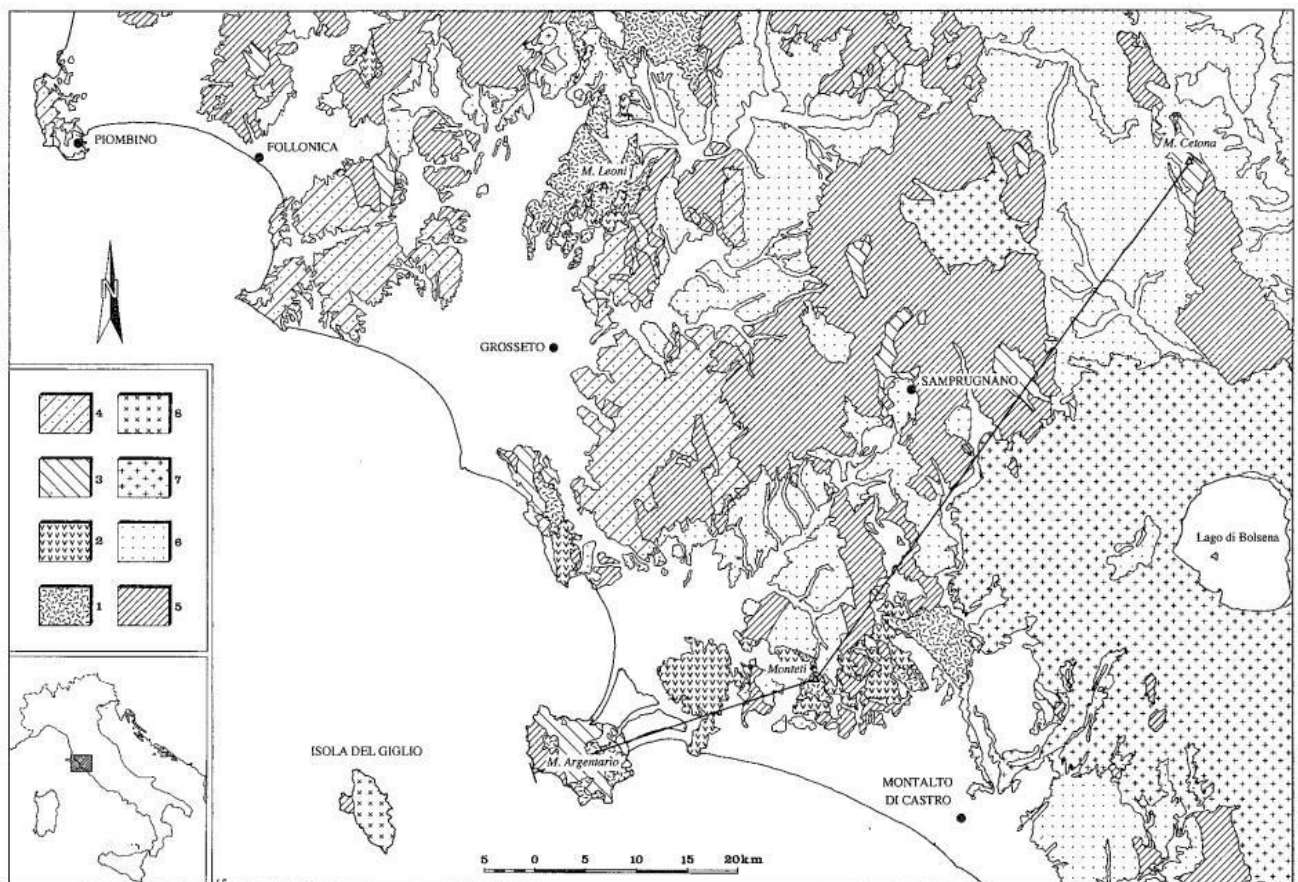 PIOMBINO
FOLLONICA
M. Leoni
M. Cetona
N
GROSSETO
SAMPRUGNANO
4 8
3 7
2 6
1 5
Lago di Bolsena
Monteti
ISOLA DEL GIGLIO
M. Argentario
MONTALTO
DI CASTRO
5 0 5 10 15 20km